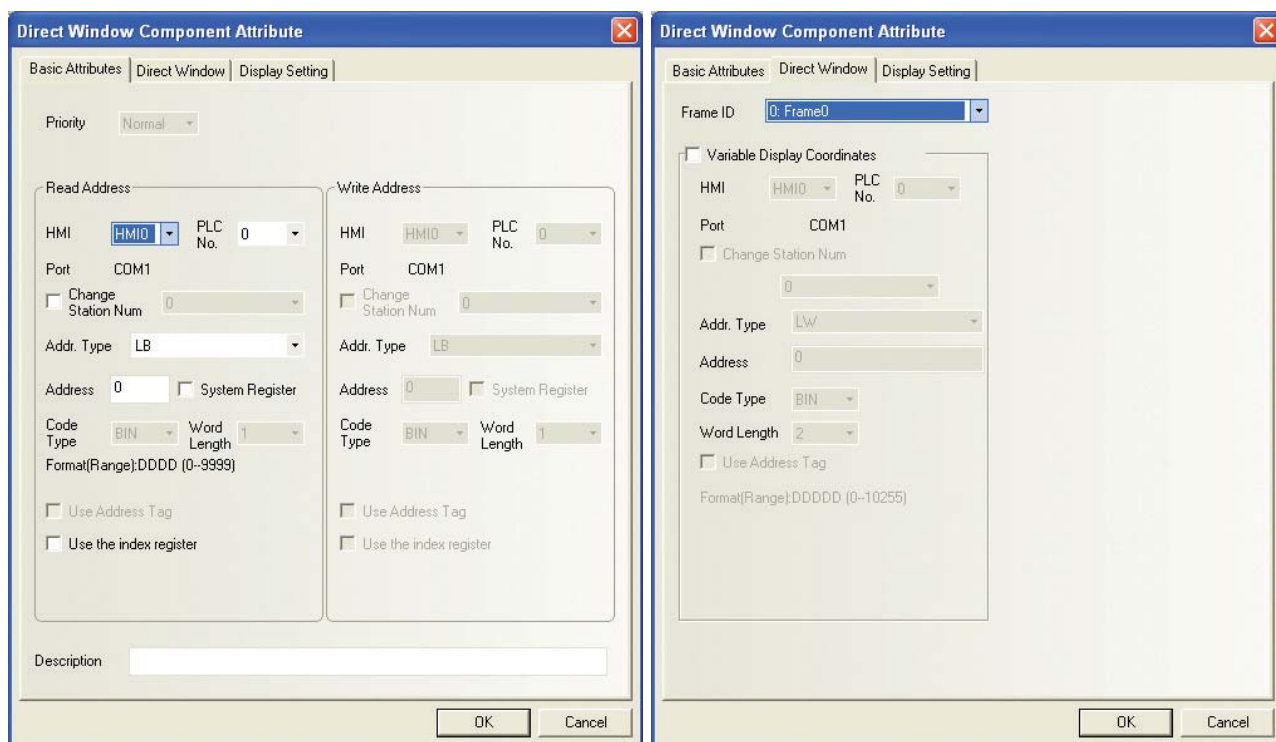 Direct Window Component Attribute
Basic Attributes Direct Window Display Setting
Priority Normal
Read Address
HMI HMI0 PLC No. 0
Port COM1
Change Station Num 0
Addr. Type LB
Address 0 System Register
Code Type BIN Word Length 1
Format(Range):DDDD (0--9999)
Use Address Tag
Use the index register
Write Address
HMI HMI0 PLC No. 0
Port COM1
Change Station Num 0
Addr. Type LB
Address 0 System Register
Code Type BIN Word Length 1
Use Address Tag
Use the index register
Description
OK Cancel
Direct Window Component Attribute
Basic Attributes Direct Window Display Setting
Frame ID 0: Frame0
Variable Display Coordinates
HMI HMI0 PLC No. 0
Port COM1
Change Station Num
0
Addr. Type LW
Address 0
Code Type BIN
Word Length 2
Use Address Tag
Format(Range):DDDDD (0--10255)
OK Cancel